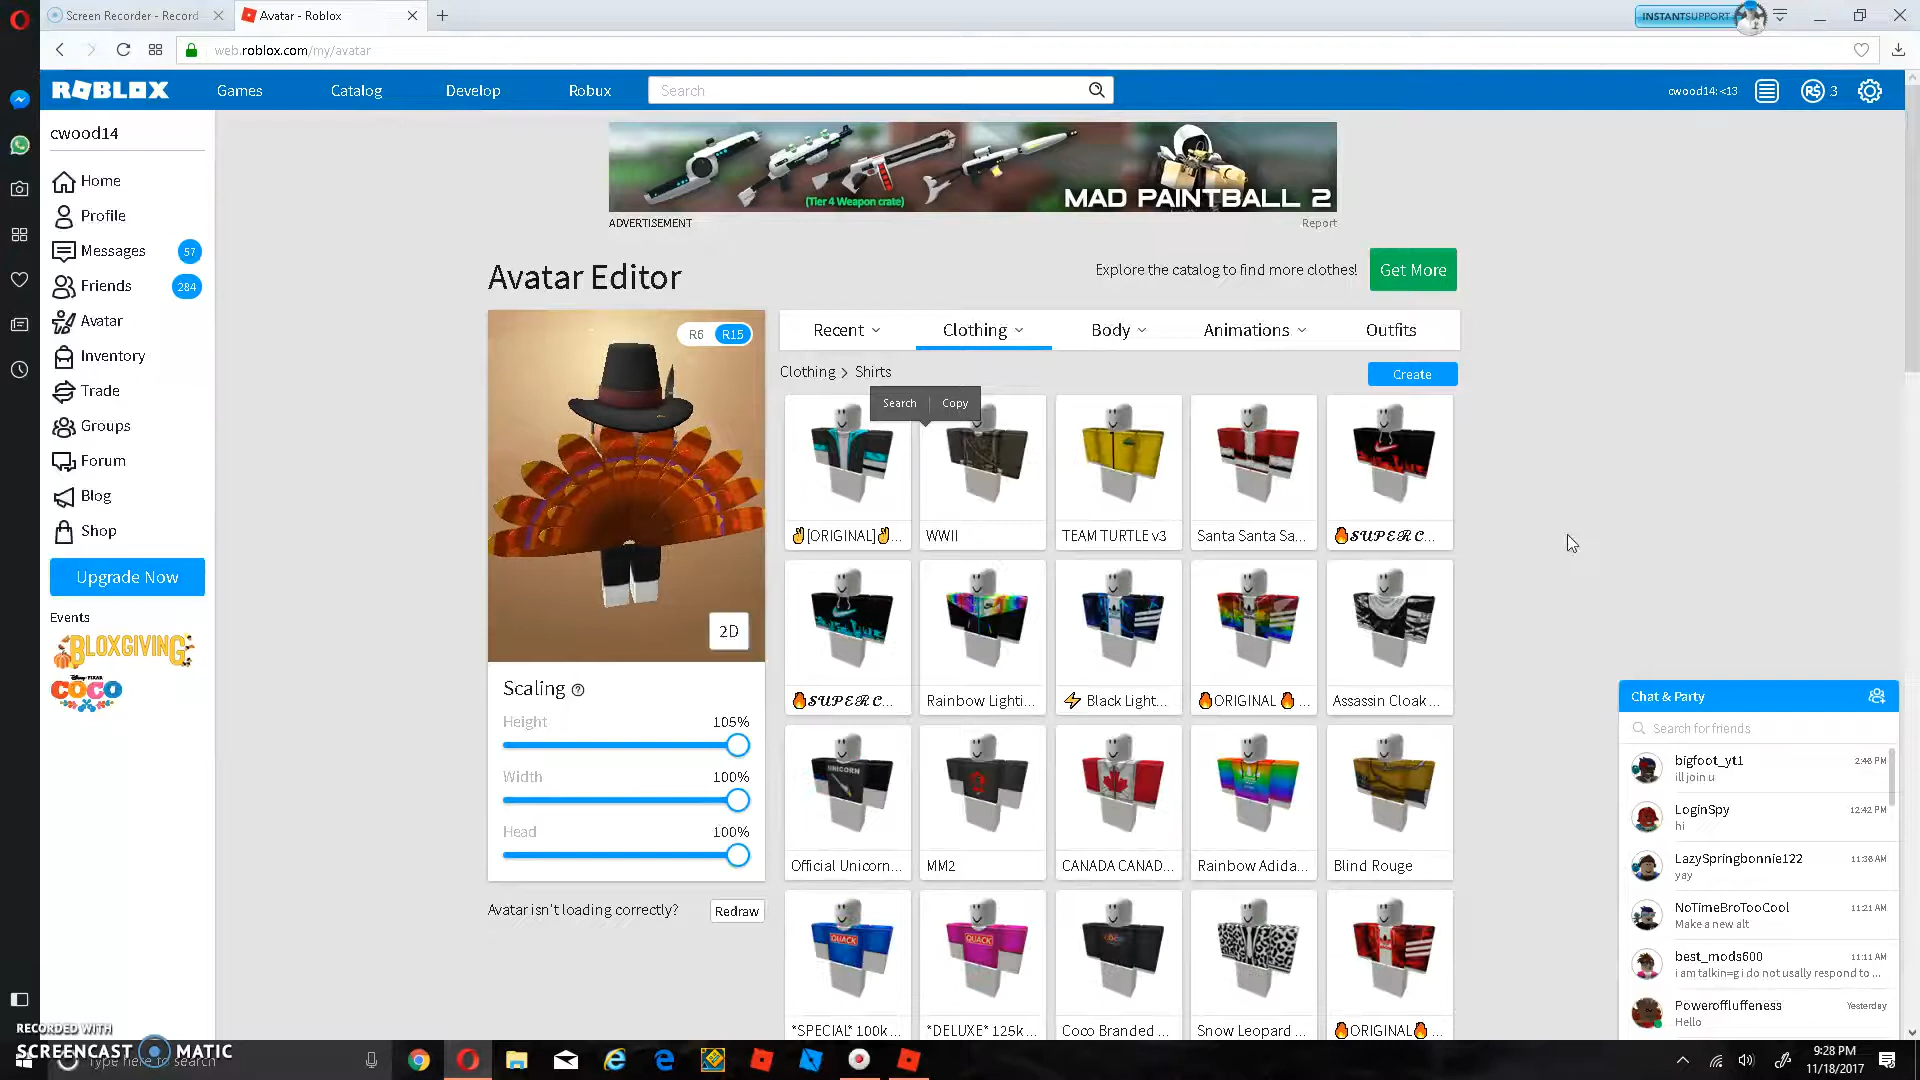 Screen Recorder - Record
Avatar - Roblox
INSTANTSUPPORT
web.roblox.com/my/avatar
ROBLOX
Games
Catalog
Develop
Robux
Search
cwood14: <13
R$ 3
cwood14
Home
Profile
Messages 57
Friends 284
Avatar
Inventory
Trade
Groups
Forum
Blog
Shop
Upgrade Now
Events
BLOXGIVING
Disney PIXAR
COCO
(Tier 4 Weapon crate)
MAD PAINTBALL 2
ADVERTISEMENT
Report
Avatar Editor
Explore the catalog to find more clothes!
Get More
R6 R15
2D
Scaling
Height 105%
Width 100%
Head 100%
Avatar isn't loading correctly?
Redraw
Recent
Clothing
Body
Animations
Outfits
Clothing > Shirts
Create
Search Copy
✌[ORIGINAL]✌...
WWII
TEAM TURTLE v3
Santa Santa Sa...
🔥𝓢𝓤𝓟𝓔𝓡 𝓒...
🔥𝓢𝓤𝓟𝓔𝓡 𝓒...
Rainbow Lighti...
⚡ Black Light...
🔥ORIGINAL 🔥 ...
Assassin Cloak ...
UNICORN
Official Unicorn...
MM2
CANADA CANAD...
Rainbow Adida...
Blind Rouge
QUACK
QUACK
*SPECIAL* 100k ...
*DELUXE* 125k ...
Coco Branded ...
Snow Leopard ...
🔥ORIGINAL🔥 ...
Chat & Party
Search for friends
bigfoot_yt1 2:48 PM
ill join u
LoginSpy 12:42 PM
hi
LazySpringbonnie122 11:36 AM
yay
NoTimeBroTooCool 11:21 AM
Make a new alt
best_mods600 11:11 AM
i am talkin=g i do not usally respond to ...
Poweroffluffeness Yesterday
Hello
RECORDED WITH
SCREENCAST MATIC
Type here to search
9:28 PM
11/18/2017